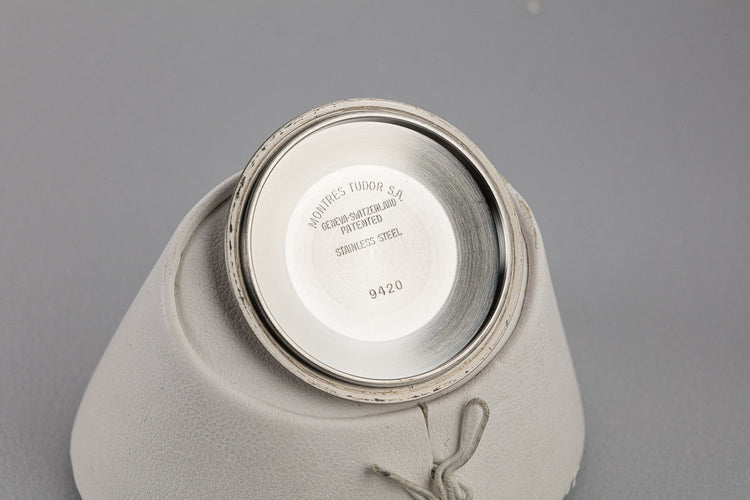 MONTRES TUDOR S.A.
GENEVA-SWITZERLAND
PATENTED
STAINLESS STEEL
9420